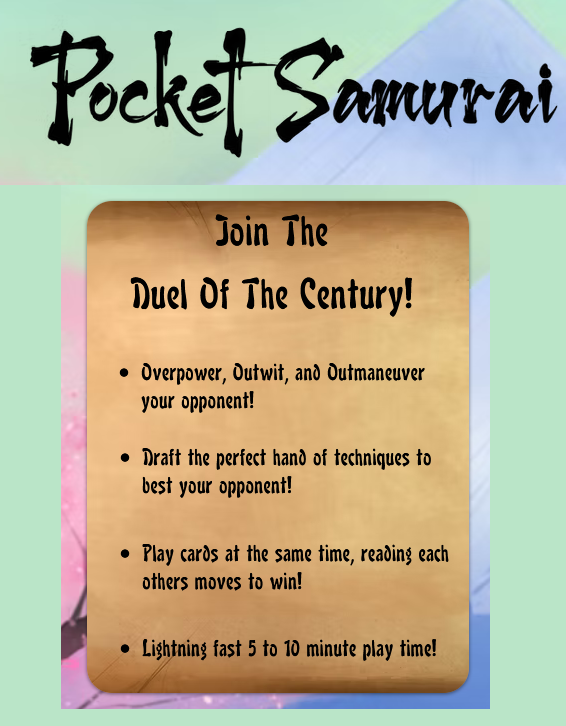 Pocket Samurai
Join The
Duel Of The Century!
• Overpower, Outwit, and Outmaneuver
your opponent!
• Draft the perfect hand of techniques to
best your opponent!
• Play cards at the same time, reading each
others moves to win!
• Lightning fast 5 to 10 minute play time!